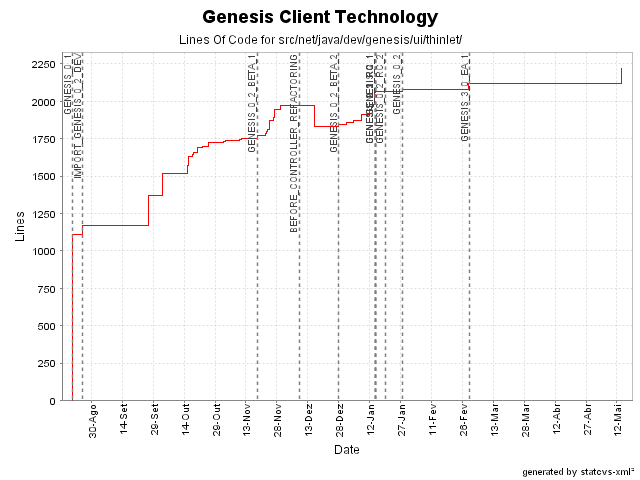 Genesis Client Technology
Lines Of Code for src/net/java/dev/genesis/ui/thinlet/
GENESIS_0_1
IMPORT_GENESIS_0_2_DEV
GENESIS_0_2_BETA_1
BEFORE_CONTROLLER_REFACTORING
GENESIS_0_2_BETA_2
GENESIS_0_2_RC_2
GENESIS_0_2
GENESIS_3_0_EA_1
Lines
2250
2000
1750
1500
1250
1000
750
500
250
0
30-Ago
14-Set
29-Set
14-Out
29-Out
13-Nov
28-Nov
13-Dez
28-Dez
12-Jan
27-Jan
11-Fev
26-Fev
13-Mar
28-Mar
12-Abr
27-Abr
12-Mai
Date
generated by statcvs-xml²